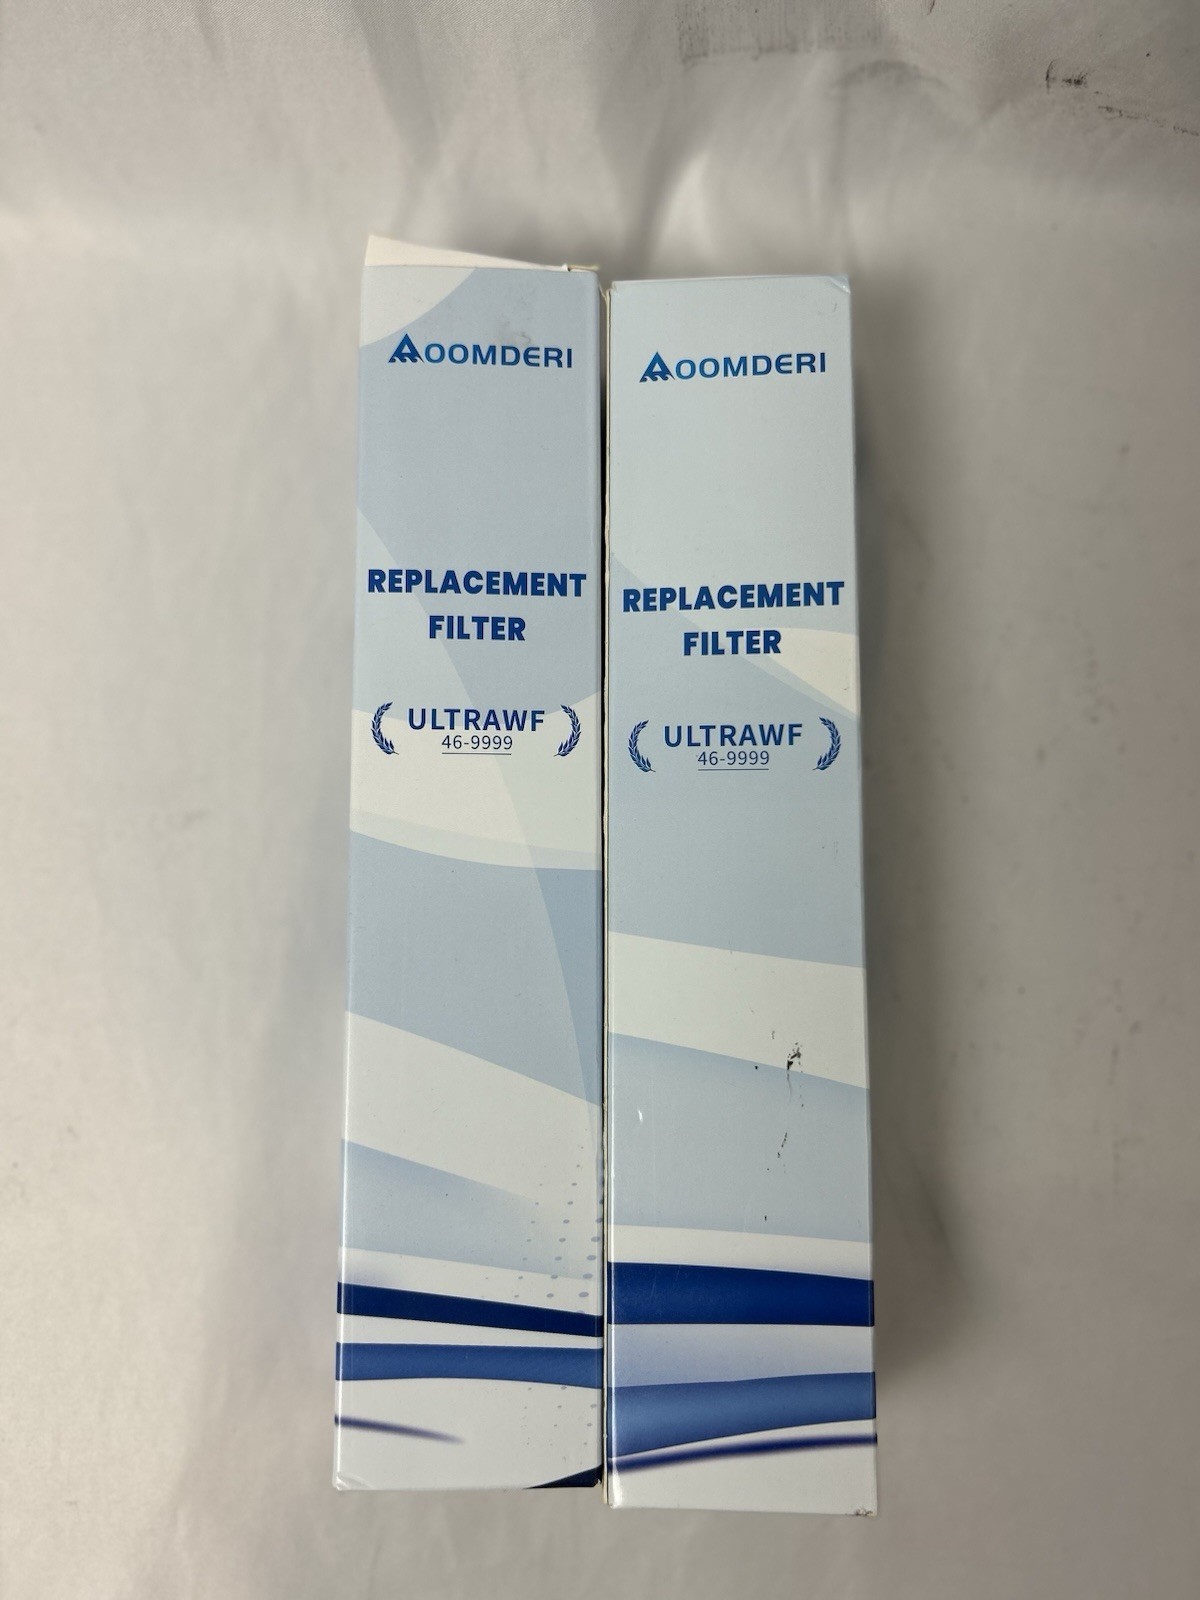 AOOMDERI
REPLACEMENT
FILTER
ULTRAWF
46-9999
AOOMDERI
REPLACEMENT
FILTER
ULTRAWF
46-9999